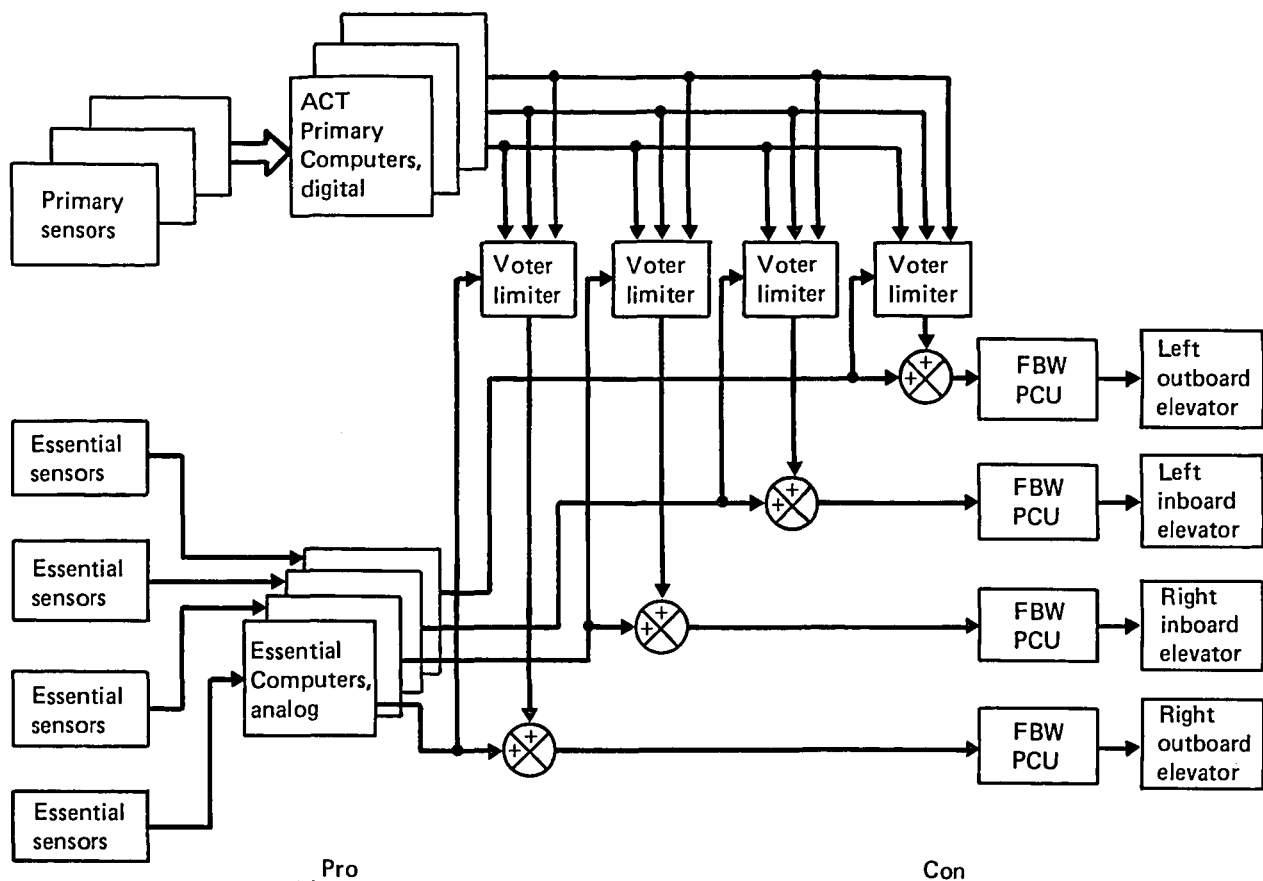 ACT
Primary
Computers,
digital
Primary
sensors
Voter
limiter
Voter
limiter
Voter
limiter
Voter
limiter
+
+
FBW
PCU
Left
outboard
elevator
Essential
sensors
+
+
FBW
PCU
Left
inboard
elevator
Essential
sensors
+
+
FBW
PCU
Right
inboard
elevator
Essential
sensors
Essential
Computers,
analog
+
+
FBW
PCU
Right
outboard
elevator
Essential
sensors
Pro
Con